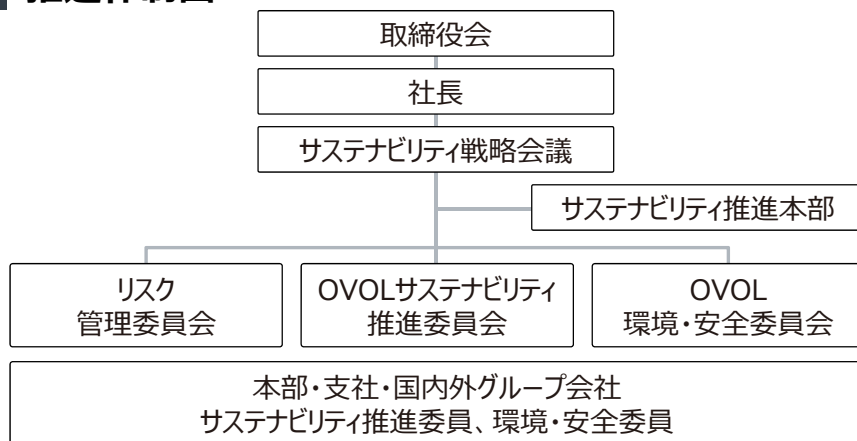 取締役会
社長
サステナビリティ戦略会議
サステナビリティ推進本部
リスク
管理委員会
OVOLサステナビリティ
推進委員会
OVOL
環境・安全委員会
本部・支社・国内外グループ会社
サステナビリティ推進委員、環境・安全委員